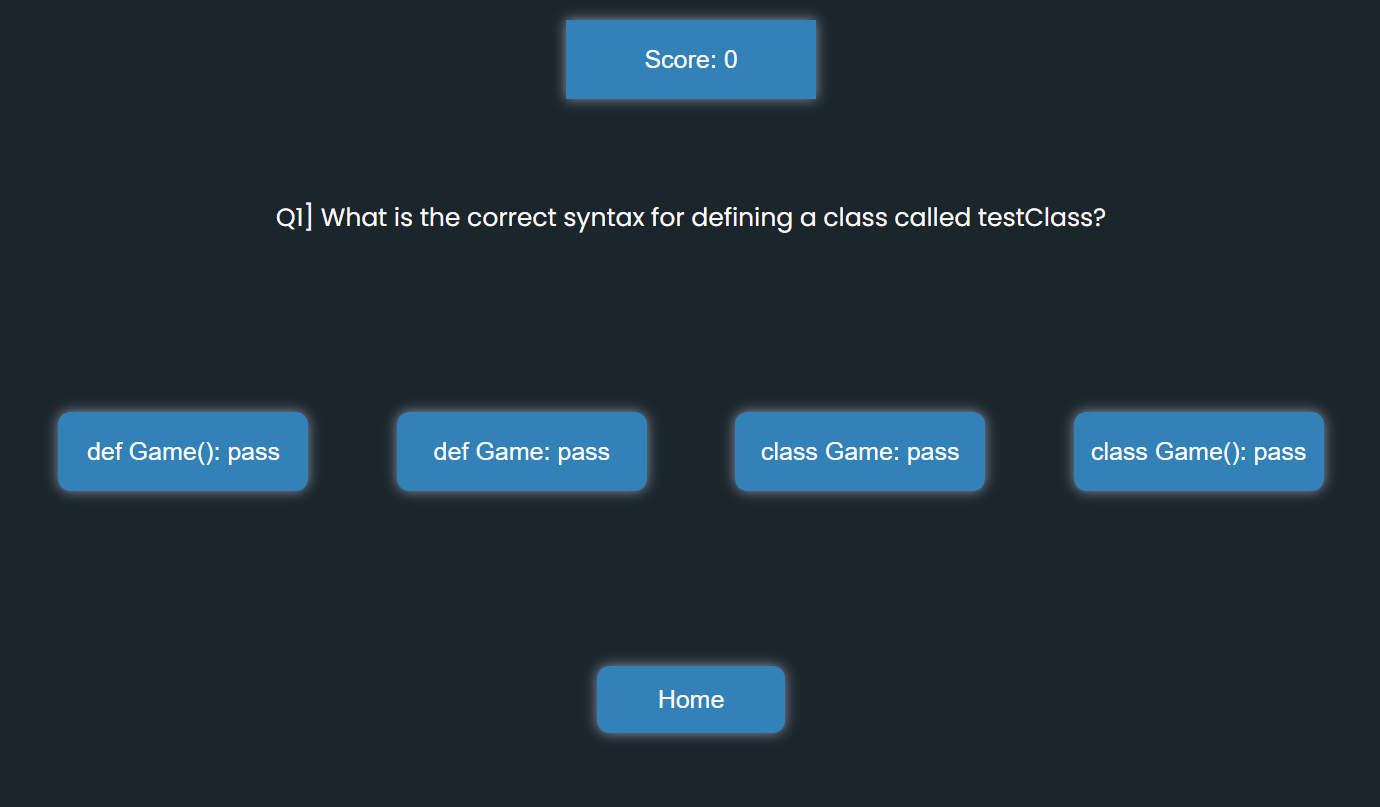 Score: 0
Q1] What is the correct syntax for defining a class called testClass?
def Game(): pass
def Game: pass
class Game: pass
class Game(): pass
Home